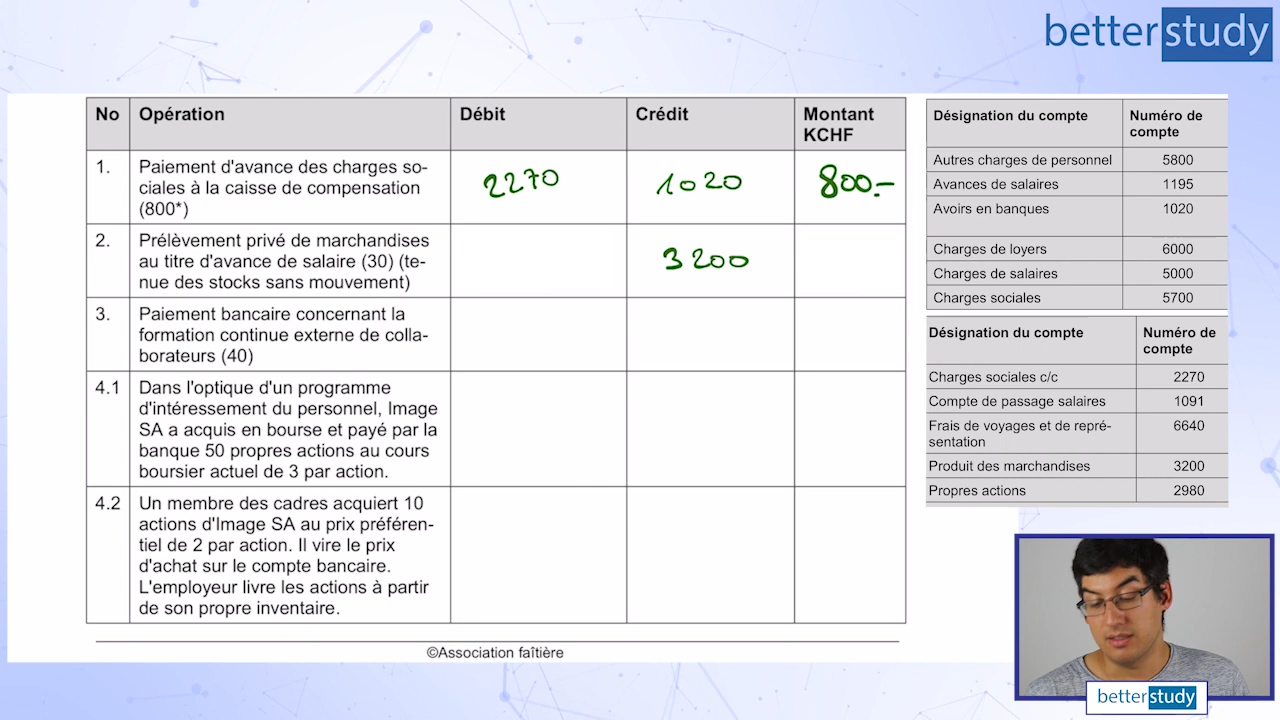 betterstudy
No Opération Débit Crédit Montant
KCHF
1. Paiement d'avance des charges so-
ciales à la caisse de compensation
(800*)
2270 1020 800.-
2. Prélèvement privé de marchandises
au titre d'avance de salaire (30) (te-
nue des stocks sans mouvement)
3200
3. Paiement bancaire concernant la
formation continue externe de colla-
borateurs (40)
4.1 Dans l'optique d'un programme
d'intéressement du personnel, Image
SA a acquis en bourse et payé par la
banque 50 propres actions au cours
boursier actuel de 3 par action.
4.2 Un membre des cadres acquiert 10
actions d'Image SA au prix préféren-
tiel de 2 par action. Il vire le prix
d'achat sur le compte bancaire.
L'employeur livre les actions à partir
de son propre inventaire.
©Association faîtière
Désignation du compte Numéro de
compte
Autres charges de personnel 5800
Avances de salaires 1195
Avoirs en banques 1020
Charges de loyers 6000
Charges de salaires 5000
Charges sociales 5700
Désignation du compte Numéro de
compte
Charges sociales c/c 2270
Compte de passage salaires 1091
Frais de voyages et de repré-
sentation 6640
Produit des marchandises 3200
Propres actions 2980
betterstudy